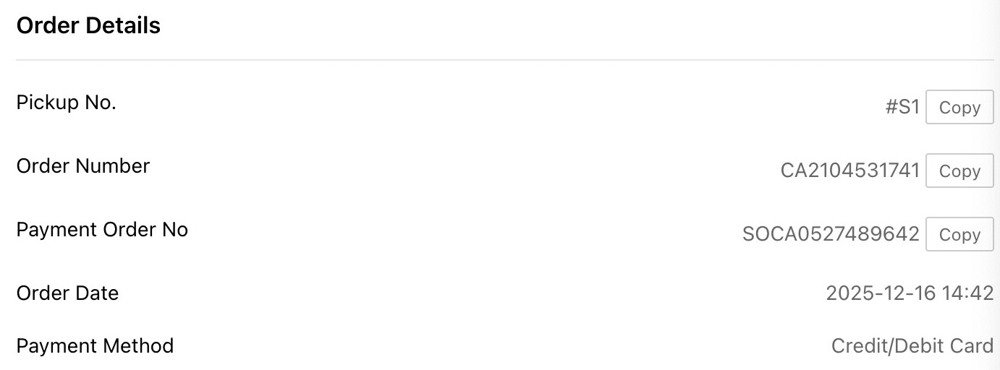 Order Details
Pickup No. #S1 Copy
Order Number CA2104531741 Copy
Payment Order No SOCA0527489642 Copy
Order Date 2025-12-16 14:42
Payment Method Credit/Debit Card